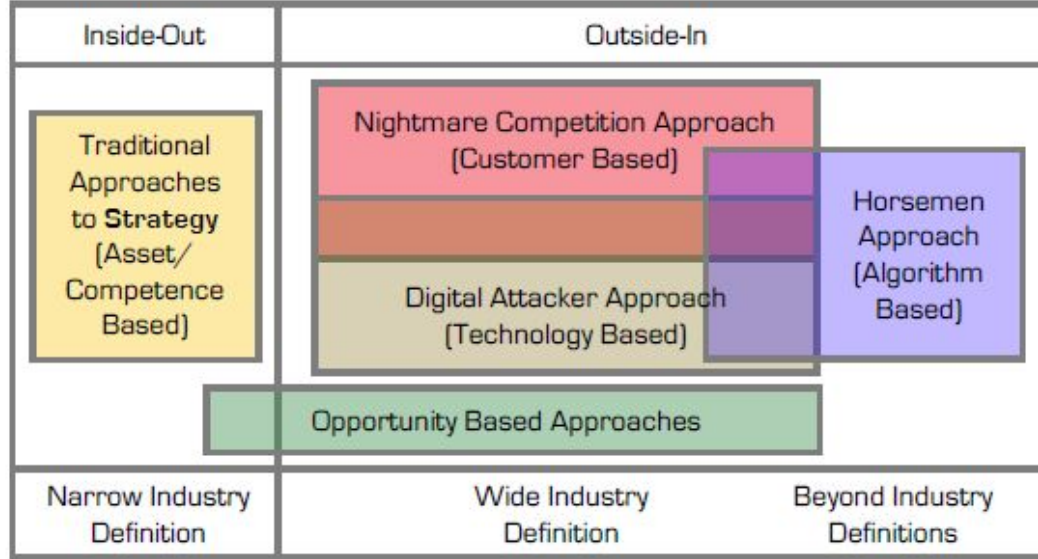 Inside-Out
Outside-In
Traditional
Approaches
to Strategy
(Asset/
Competence
Based)
Nightmare Competition Approach
(Customer Based)
Digital Attacker Approach
(Technology Based)
Horsemen
Approach
(Algorithm
Based)
Opportunity Based Approaches
Narrow Industry
Definition
Wide Industry
Definition
Beyond Industry
Definitions